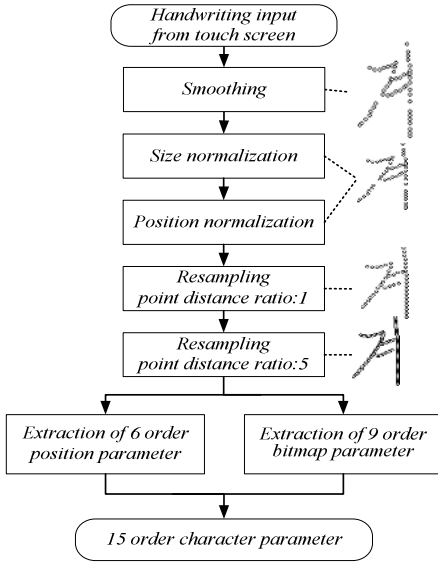 Handwriting input
from touch screen
Smoothing
Size normalization
Position normalization
Resampling
point distance ratio:1
Resampling
point distance ratio:5
Extraction of 6 order
position parameter
Extraction of 9 order
bitmap parameter
15 order character parameter